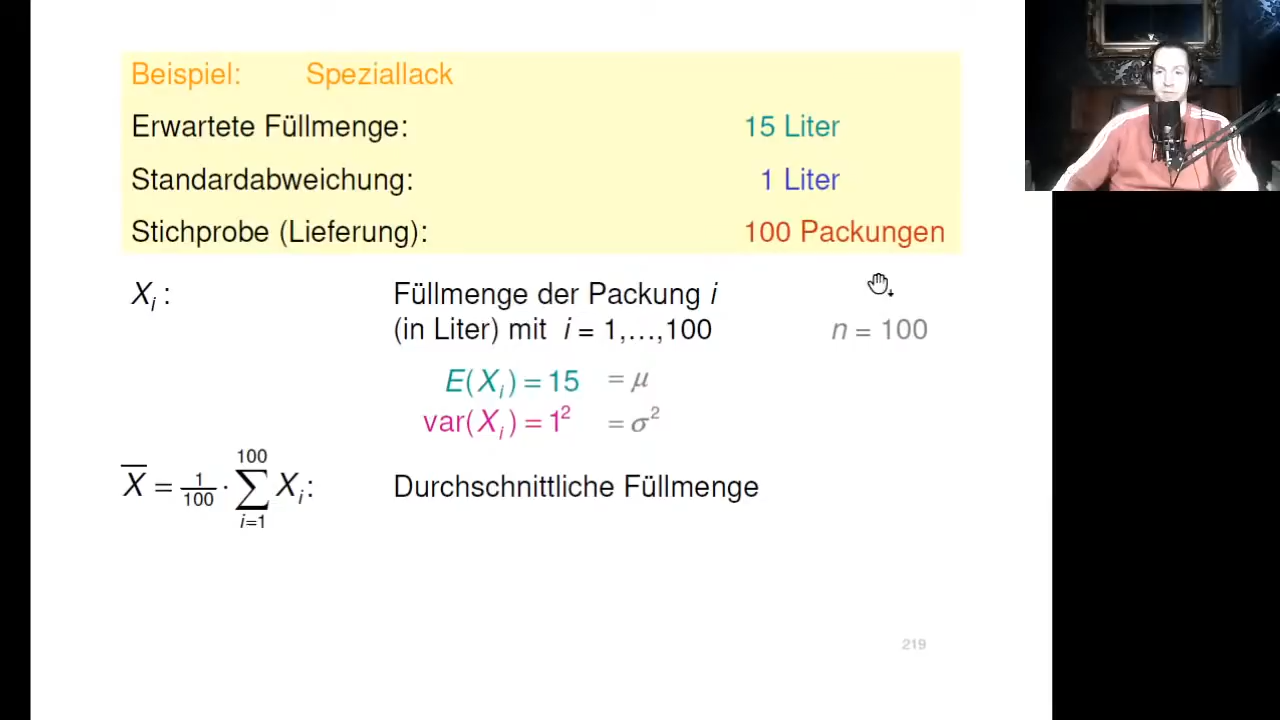 Beispiel: Speziallack
Erwartete Füllmenge: 15 Liter
Standardabweichung: 1 Liter
Stichprobe (Lieferung): 100 Packungen
Xᵢ : Füllmenge der Packung i
(in Liter) mit i = 1,...,100 n = 100
E(Xᵢ) = 15 = μ
var(Xᵢ) = 1² = σ²
X̅ = 1/100 · ∑_{i=1}^{100} Xᵢ: Durchschnittliche Füllmenge
219